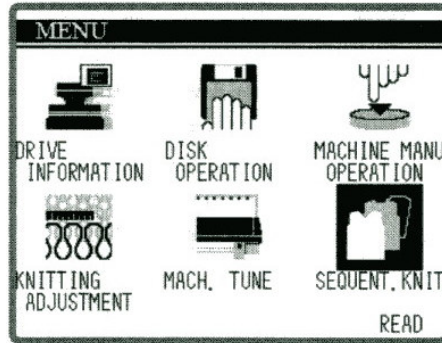 MENU
DRIVE INFORMATION
DISK OPERATION
MACHINE MANU
OPERATION
KNITTING ADJUSTMENT
MACH. TUNE
SEQUENT.KNIT
READ